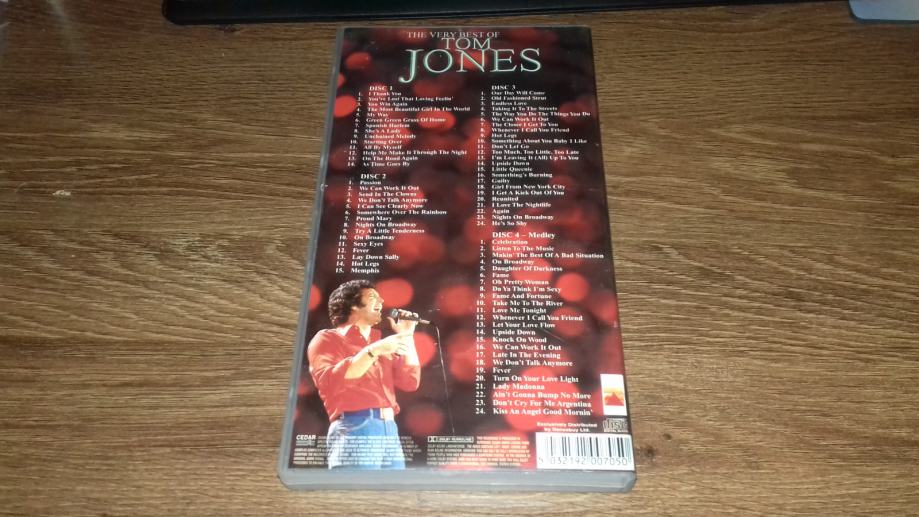 THE VERY BEST OF
TOM
JONES
DISC 1
1. I Thank You
2. You've Lost That Loving Feelin'
3. You Win Again
4. The Most Beautiful Girl In The World
5. My Way
6. Green Green Grass Of Home
7. Spanish Harlem
8. She's A Lady
9. Unchained Melody
10. Starting Over
11. All By Myself
12. Help Me Make It Through The Night
13. On The Road Again
14. As Time Goes By
DISC 2
1. Passion
2. We Can Work It Out
3. Send In The Clowns
4. We Don't Talk Anymore
5. I Can See Clearly Now
6. Somewhere Over The Rainbow
7. Proud Mary
8. Nights On Broadway
9. Try A Little Tenderness
10. On Broadway
11. Sexy Eyes
12. Fever
13. Lay Down Sally
14. Hot Legs
15. Memphis
DISC 3
1. Our Day Will Come
2. Old Fashioned Strut
3. Endless Love
4. Taking It To The Streets
5. The Way You Do The Things You Do
6. We Can Work It Out
7. The Closer I Get To You
8. Whenever I Call You Friend
9. Hot Legs
10. Something About You Baby I Like
11. Don't Let Go
12. Too Much, Too Little, Too Late
13. I'm Leaving It (All) Up To You
14. Upside Down
15. Little Queenie
16. Something's Burning
17. Guilty
18. Girl From New York City
19. I Get A Kick Out Of You
20. Reunited
21. I Love The Nightlife
22. Again
23. Nights On Broadway
24. He's So Shy
DISC 4 – Medley
1. Celebration
2. Listen To The Music
3. Makin' The Best Of A Bad Situation
4. On Broadway
5. Daughter Of Darkness
6. Fame
7. Oh Pretty Woman
8. Da Ya Think I'm Sexy
9. Fame And Fortune
10. Take Me To The River
11. Love Me Tonight
12. Whenever I Call You Friend
13. Let Your Love Flow
14. Upside Down
15. Knock On Wood
16. We Can Work It Out
17. Late In The Evening
18. We Don't Talk Anymore
19. Fever
20. Turn On Your Love Light
21. Lady Madonna
22. Ain't Gonna Bump No More
23. Don't Cry For Me Argentina
24. Kiss An Angel Good Mornin'
Exclusively Distributed
by Dansabuy Ltd.
CEDAR
DOLBY SURROUND
5 032192 007050